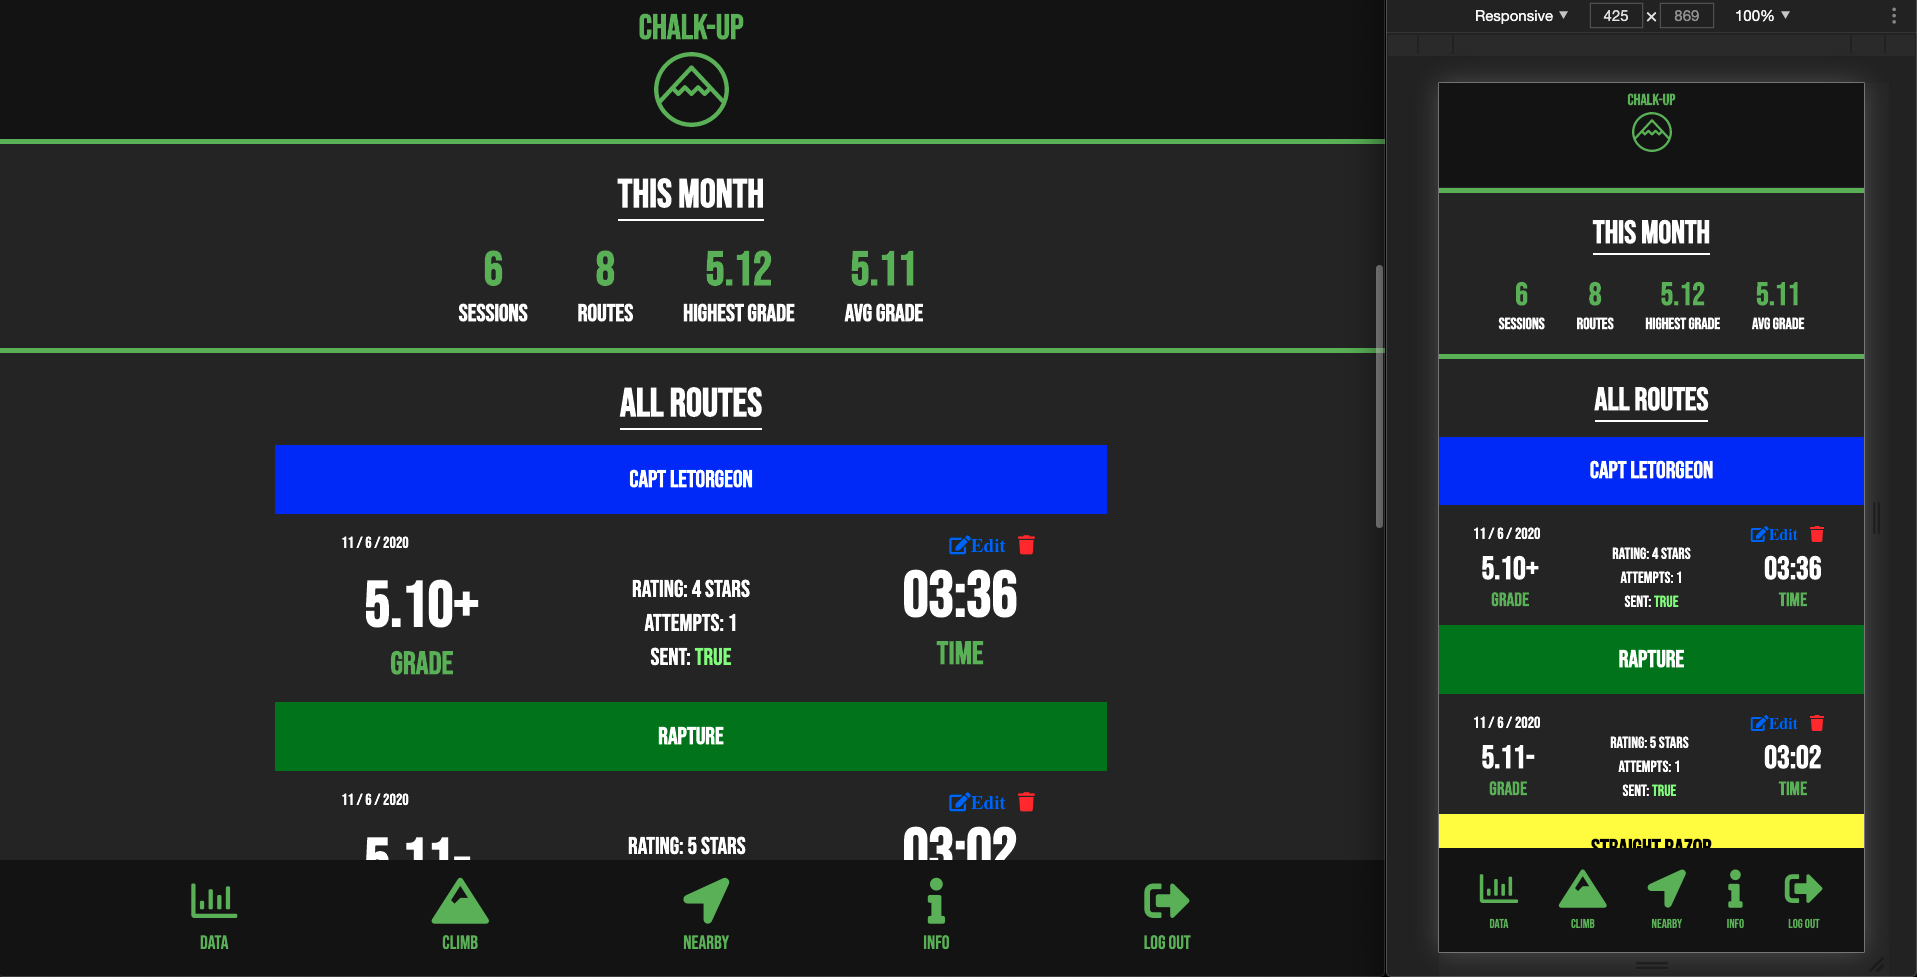 CHALK-UP
THIS MONTH
6 8 5.12 5.11
SESSIONS ROUTES HIGHEST GRADE AVG GRADE
ALL ROUTES
CAPT LETORGEON
11 / 6 / 2020 Edit
5.10+ RATING: 4 STARS 03:36
ATTEMPTS: 1
GRADE SENT: TRUE TIME
RAPTURE
11 / 6 / 2020 Edit
5.11- RATING: 5 STARS 03:02
DATA CLIMB NEARBY INFO LOG OUT
Responsive ▼ 425 × 869 100% ▼
CHALK-UP
THIS MONTH
6 8 5.12 5.11
SESSIONS ROUTES HIGHEST GRADE AVG GRADE
ALL ROUTES
CAPT LETORGEON
11 / 6 / 2020 Edit
RATING: 4 STARS
5.10+ ATTEMPTS: 1 03:36
GRADE SENT: TRUE TIME
RAPTURE
11 / 6 / 2020 Edit
RATING: 5 STARS
5.11- ATTEMPTS: 1 03:02
GRADE SENT: TRUE TIME
STRAIGHT RAZOR
DATA CLIMB NEARBY INFO LOG OUT